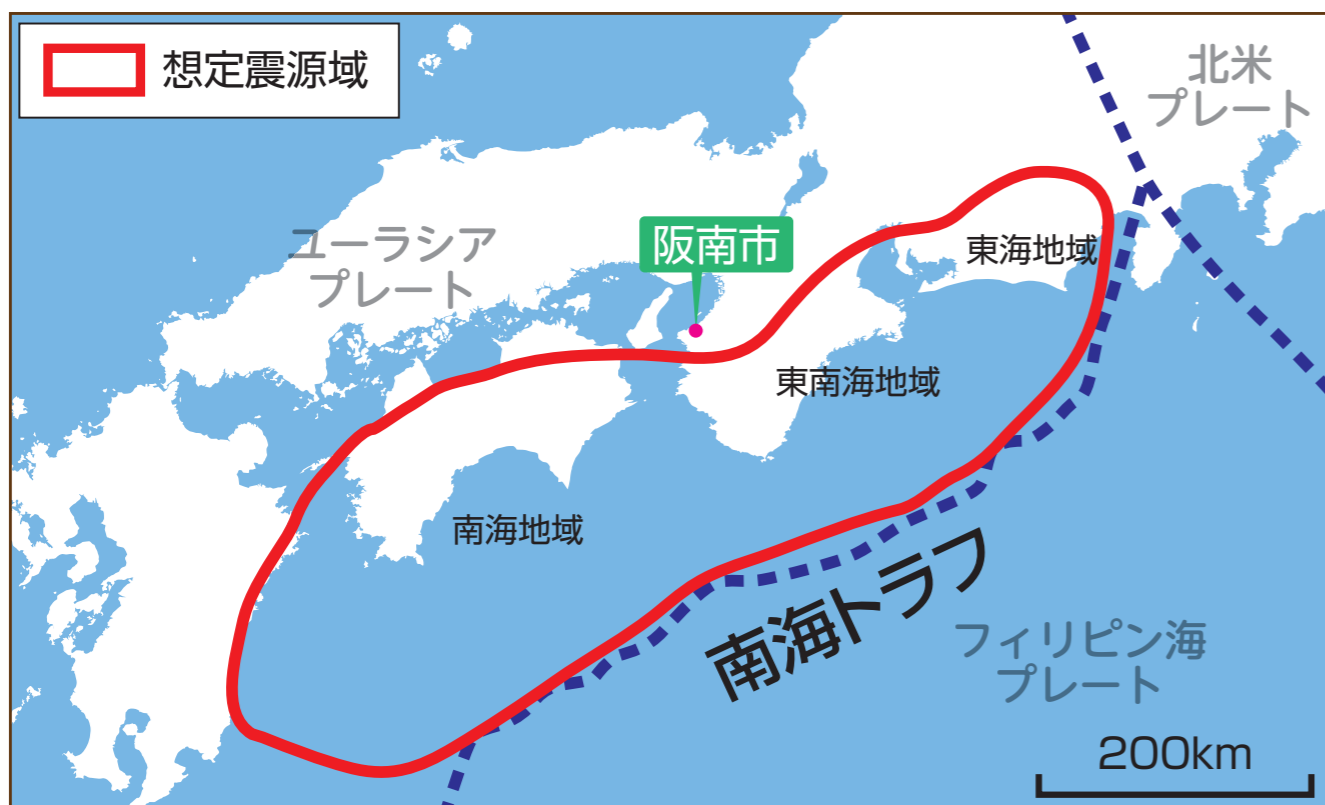 想定震源域
北米
プレート
ユーラシア
プレート
阪南市
東海地域
東南海地域
南海地域
南海トラフ
フィリピン海
プレート
200km